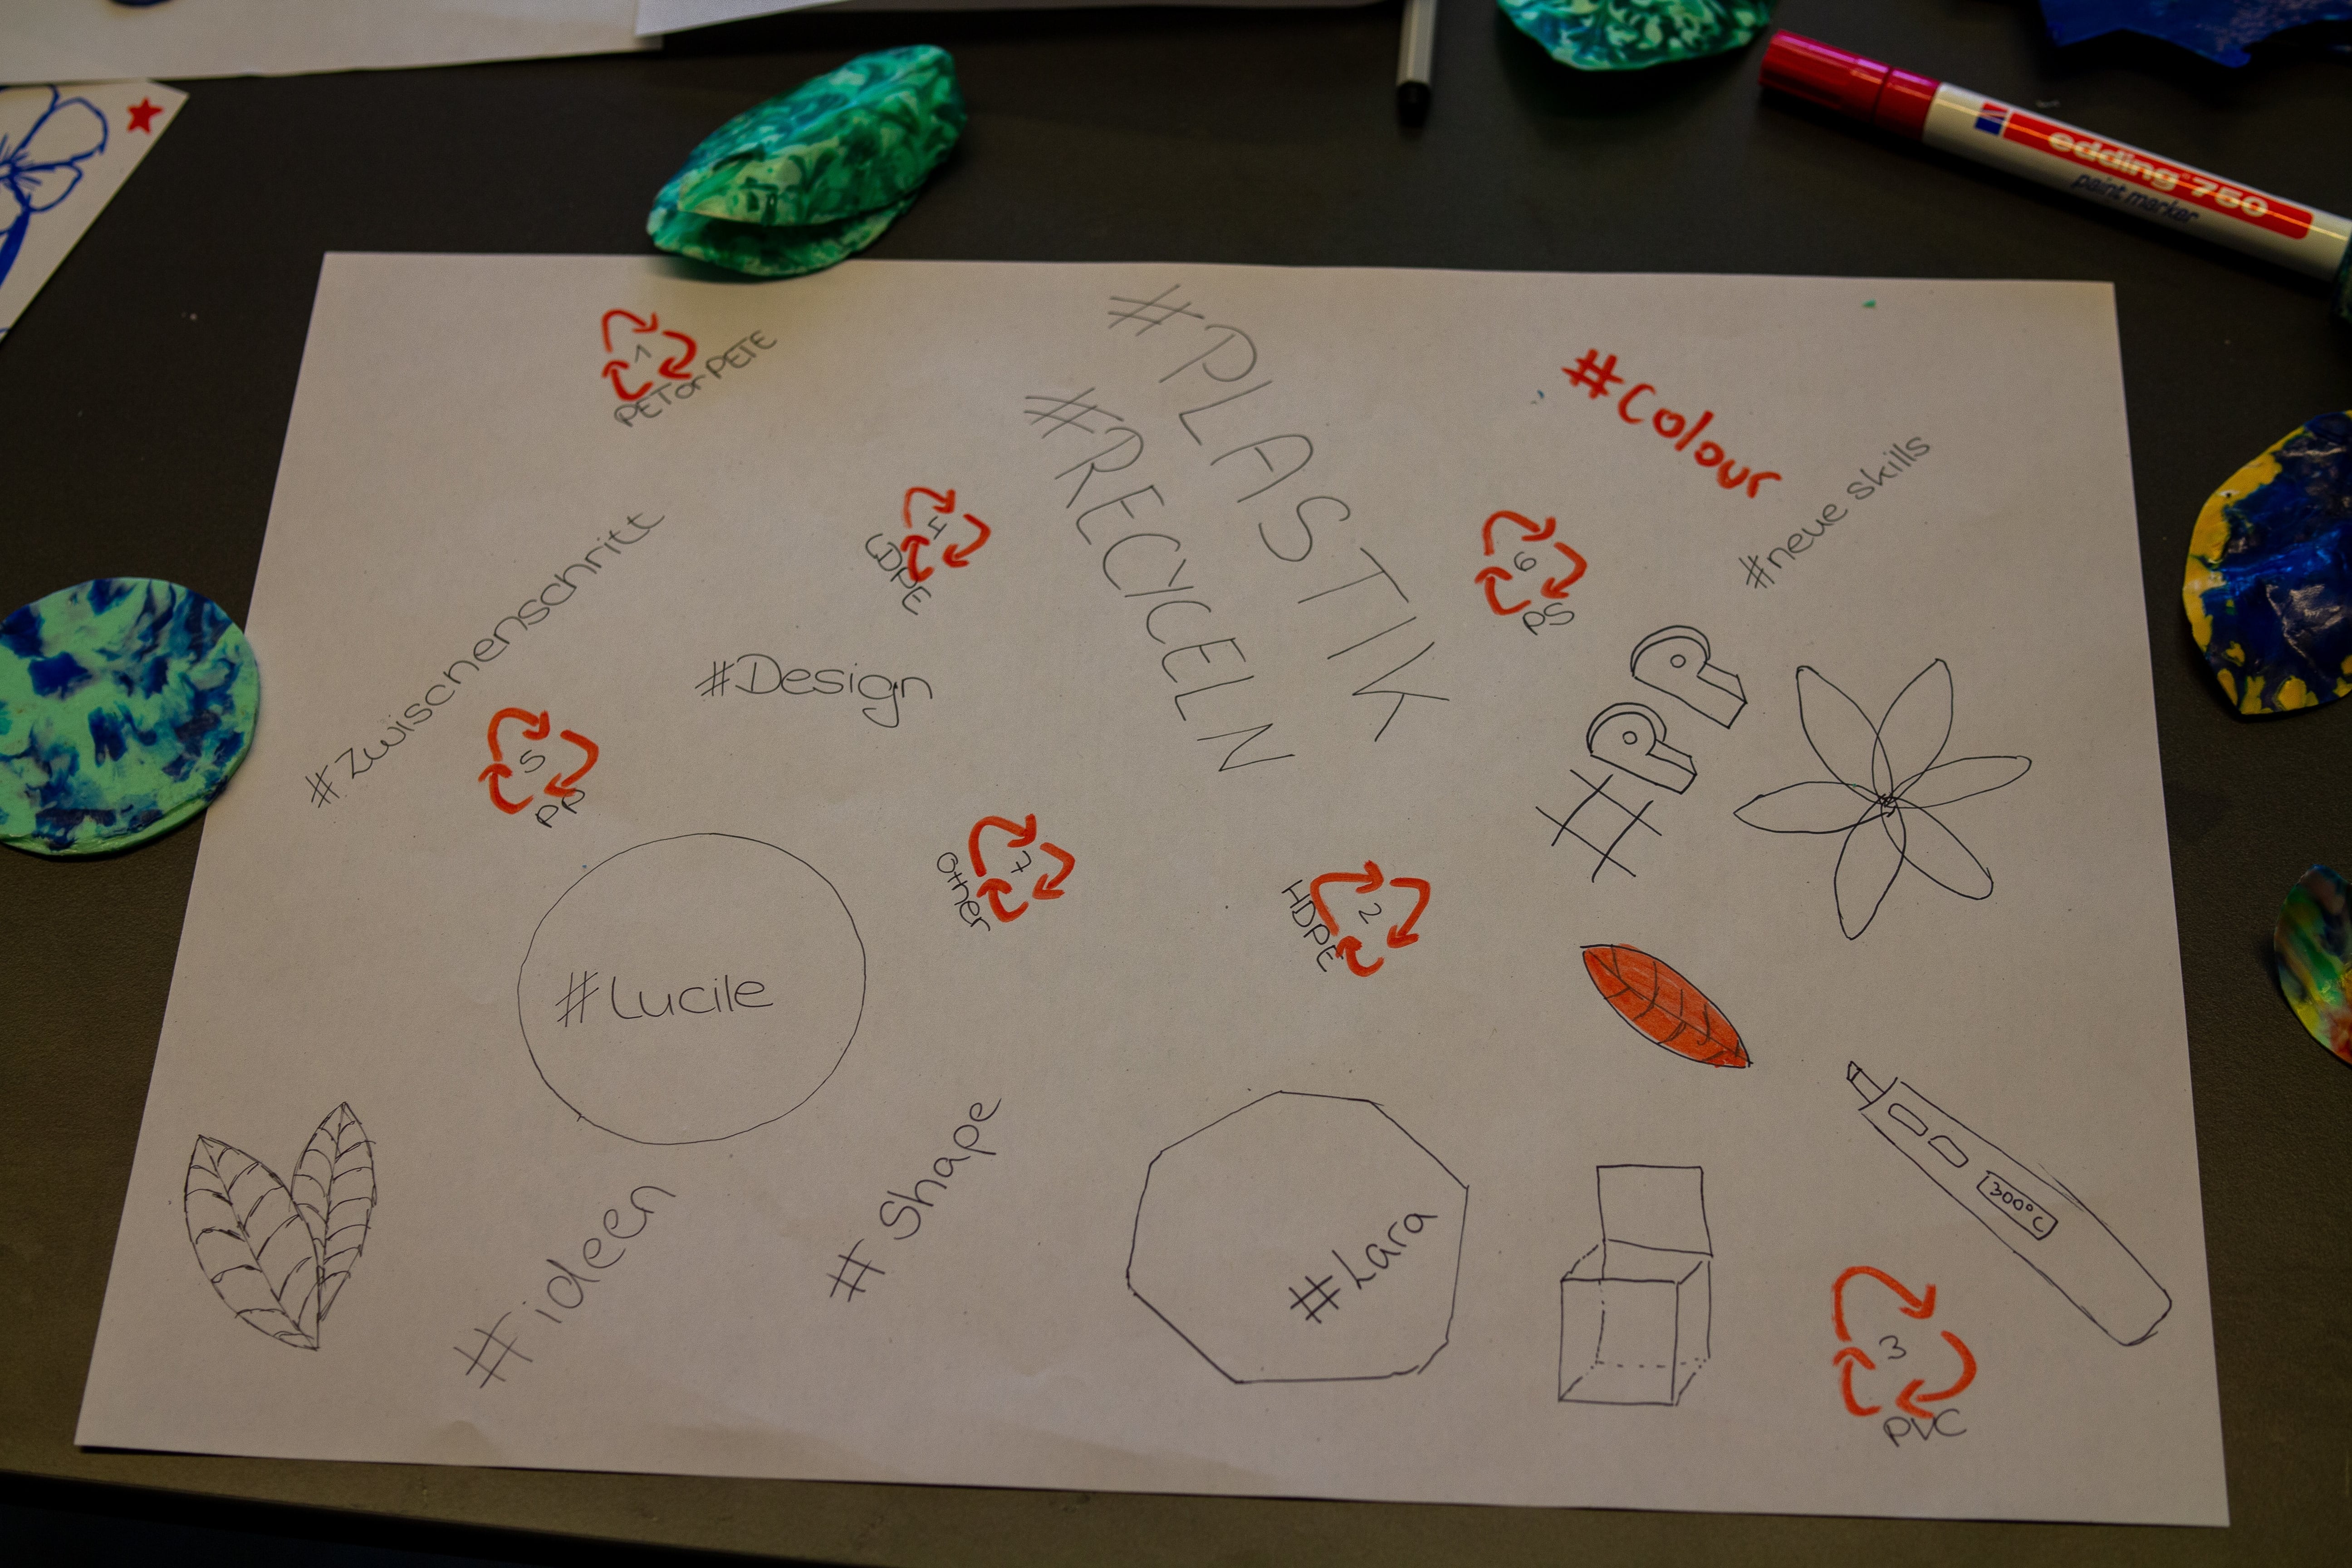 edding 750
paint marker
1
PET or PETE
#PLASTIK
#RECYCELN
#Colour
#neue skills
#Zwischenschritt
4
LDPE
6
PS
#Design
#PP
5
PP
7
other
2
HDPE
#Lucile
#ideen
#Shape
#Lara
300°C
3
PVC